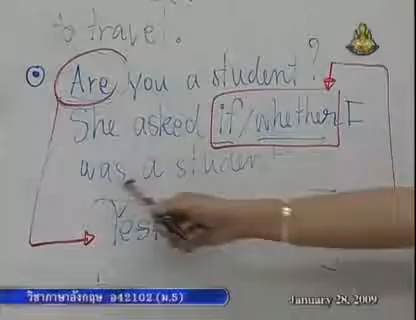 to travel.
Are you a student?
She asked if/whether I
was a student
Yes
วิชาภาษาอังกฤษ อ42102 (ม.5)
January 28, 2009